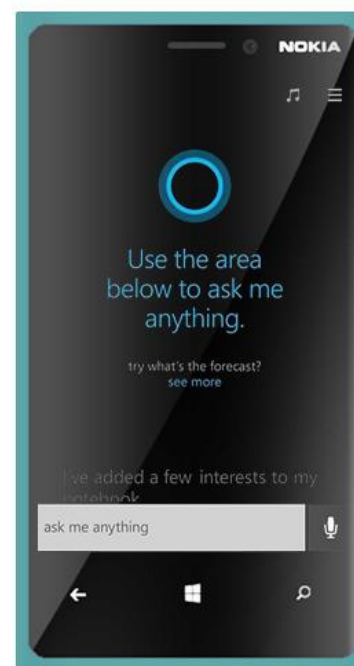 NOKIA
Use the area
below to ask me
anything.
try what's the forecast?
see more
I've added a few interests to my
notebook
ask me anything